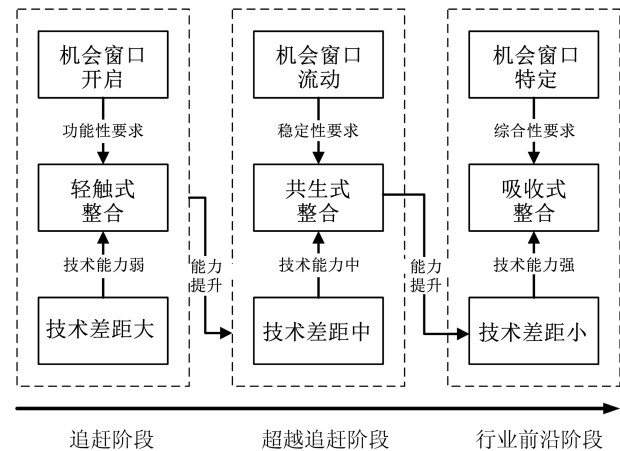 机会窗口
开启
功能性要求
轻触式
整合
技术能力弱
技术差距大
能力
提升
机会窗口
流动
稳定性要求
共生式
整合
技术能力中
技术差距中
能力
提升
机会窗口
特定
综合性要求
吸收式
整合
技术能力强
技术差距小
追赶阶段
超越追赶阶段
行业前沿阶段